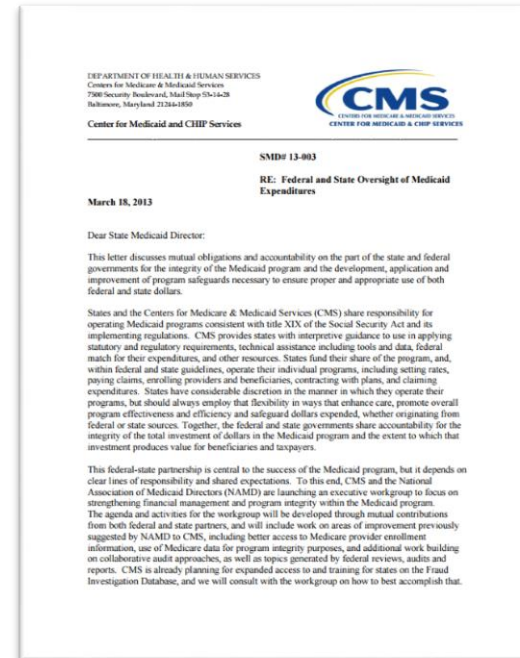 DEPARTMENT OF HEALTH & HUMAN SERVICES
Centers for Medicare & Medicaid Services
7500 Security Boulevard, Mail Stop S3-14-28
Baltimore, Maryland 21244-1850
Center for Medicaid and CHIP Services
CMS
CENTERS FOR MEDICARE & MEDICAID SERVICES
CENTER FOR MEDICAID & CHIP SERVICES
SMD# 13-003
RE: Federal and State Oversight of Medicaid
Expenditures
March 18, 2013
Dear State Medicaid Director:
This letter discusses mutual obligations and accountability on the part of the state and federal
governments for the integrity of the Medicaid program and the development, application and
improvement of program safeguards necessary to ensure proper and appropriate use of both
federal and state dollars.
States and the Centers for Medicare & Medicaid Services (CMS) share responsibility for
operating Medicaid programs consistent with title XIX of the Social Security Act and its
implementing regulations. CMS provides states with interpretive guidance to use in applying
statutory and regulatory requirements, technical assistance including tools and data, federal
match for their expenditures, and other resources. States fund their share of the program, and,
within federal and state guidelines, operate their individual programs, including setting rates,
paying claims, enrolling providers and beneficiaries, contracting with plans, and claiming
expenditures. States have considerable discretion in the manner in which they operate their
programs, but should always employ that flexibility in ways that enhance care, promote overall
program effectiveness and efficiency and safeguard dollars expended, whether originating from
federal or state sources. Together, the federal and state governments share accountability for the
integrity of the total investment of dollars in the Medicaid program and the extent to which that
investment produces value for beneficiaries and taxpayers.
This federal-state partnership is central to the success of the Medicaid program, but it depends on
clear lines of responsibility and shared expectations. To this end, CMS and the National
Association of Medicaid Directors (NAMD) are launching an executive workgroup to focus on
strengthening financial management and program integrity within the Medicaid program.
The agenda and activities for the workgroup will be developed through mutual contributions
from both federal and state partners, and will include work on areas of improvement previously
suggested by NAMD to CMS, including better access to Medicare provider enrollment
information, use of Medicare data for program integrity purposes, and additional work building
on collaborative audit approaches, as well as topics generated by federal reviews, audits and
reports. CMS is already planning for expanded access to and training for states on the Fraud
Investigation Database, and we will consult with the workgroup on how to best accomplish that.